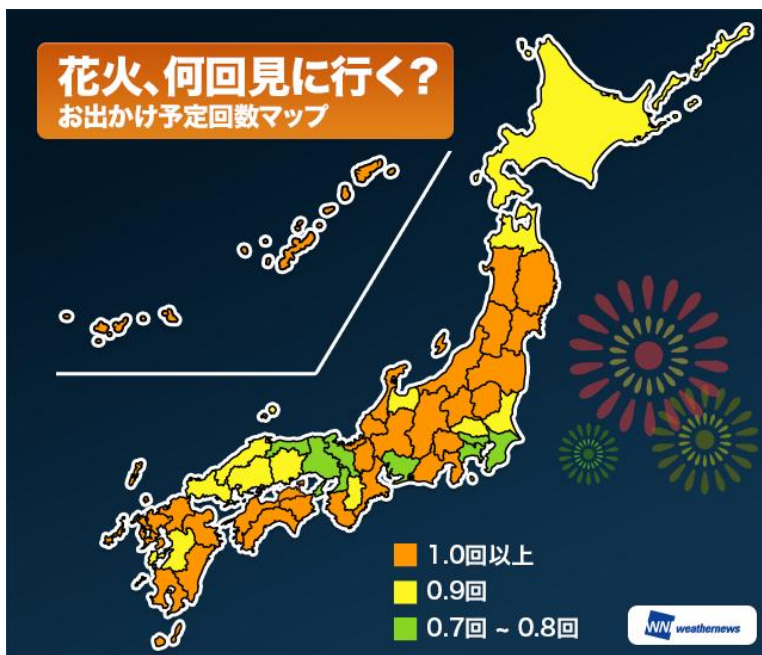 花火、何回見に行く?
お出かけ予定回数マップ
1.0回以上
0.9回
0.7回 ~ 0.8回
WNI weathernews